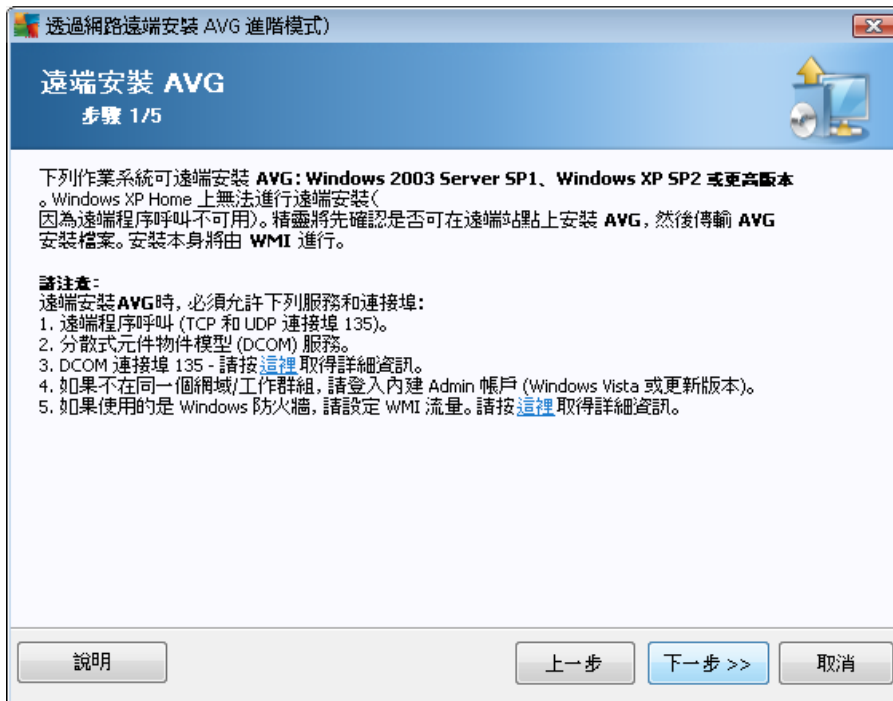 透過網路遠端安裝 AVG 進階模式)
遠端安裝 AVG
步驟 1/5
下列作業系統可遠端安裝 AVG: Windows 2003 Server SP1、Windows XP SP2 或更高版本
。Windows XP Home 上無法進行遠端安裝(
因為遠端程序呼叫不可用)。精靈將先確認是否可在遠端站點上安裝 AVG, 然後傳輸 AVG
安裝檔案。安裝本身將由 WMI 進行。
請注意:
遠端安裝AVG時, 必須允許下列服務和連接埠:
1. 遠端程序呼叫 (TCP 和 UDP 連接埠 135)。
2. 分散式元件物件模型 (DCOM) 服務。
3. DCOM 連接埠 135 - 請按這裡取得詳細資訊。
4. 如果不在同一個網域/工作群組, 請登入內建 Admin 帳戶 (Windows Vista 或更新版本)。
5. 如果使用的是 Windows 防火牆, 請設定 WMI 流量。請按這裡取得詳細資訊。
說明
上一步
下一步 >>
取消